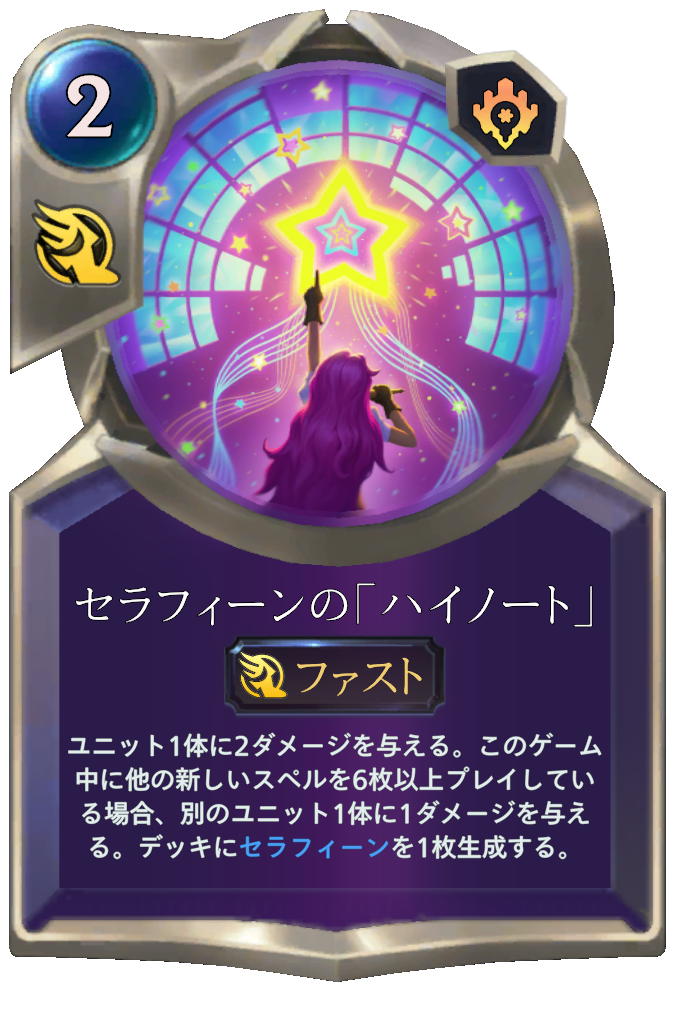 2
セラフィーンの「ハイノート」
ファスト
ユニット1体に2ダメージを与える。このゲーム
中に他の新しいスペルを6枚以上プレイしてい
る場合、別のユニット1体に1ダメージを与え
る。デッキにセラフィーンを1枚生成する。